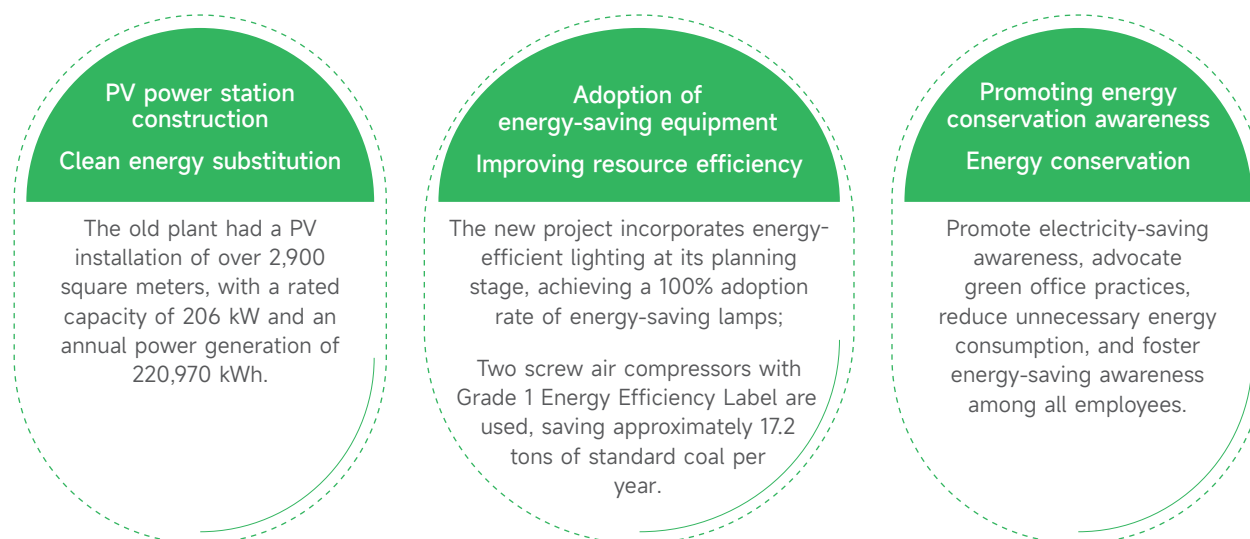 PV power station
construction
Clean energy substitution
The old plant had a PV
installation of over 2,900
square meters, with a rated
capacity of 206 kW and an
annual power generation of
220,970 kWh.
Adoption of
energy-saving equipment
Improving resource efficiency
The new project incorporates energy-
efficient lighting at its planning
stage, achieving a 100% adoption
rate of energy-saving lamps;
Two screw air compressors with
Grade 1 Energy Efficiency Label are
used, saving approximately 17.2
tons of standard coal per
year.
Promoting energy
conservation awareness
Energy conservation
Promote electricity-saving
awareness, advocate
green office practices,
reduce unnecessary energy
consumption, and foster
energy-saving awareness
among all employees.